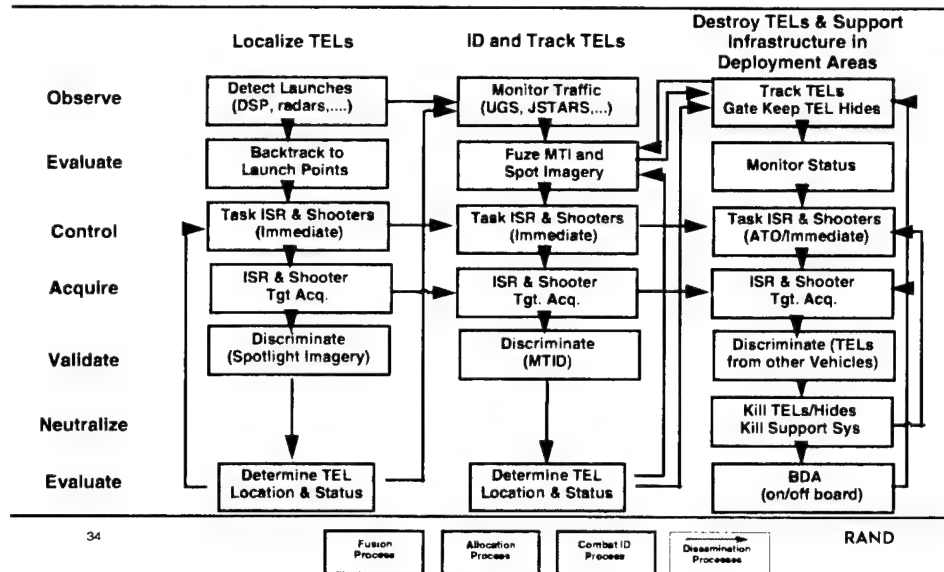 Localize TELs
ID and Track TELs
Destroy TELs & Support
Infrastructure in
Deployment Areas
Observe
Detect Launches
(DSP, radars,....)
Monitor Traffic
(UGS, JSTARS,...)
Track TELs
Gate Keep TEL Hides
Evaluate
Backtrack to
Launch Points
Fuze MTI and
Spot Imagery
Monitor Status
Control
Task ISR & Shooters
(Immediate)
Task ISR & Shooters
(Immediate)
Task ISR & Shooters
(ATO/Immediate)
Acquire
ISR & Shooter
Tgt Acq.
ISR & Shooter
Tgt. Acq.
ISR & Shooter
Tgt. Acq.
Validate
Discriminate
(Spotlight Imagery)
Discriminate
(MTID)
Discriminate (TELs
from other Vehicles)
Neutralize
Kill TELs/Hides
Kill Support Sys
Evaluate
Determine TEL
Location & Status
Determine TEL
Location & Status
BDA
(on/off board)
34
Fusion
Process
Allocation
Process
Combat ID
Process
Dissemination
Processes
RAND